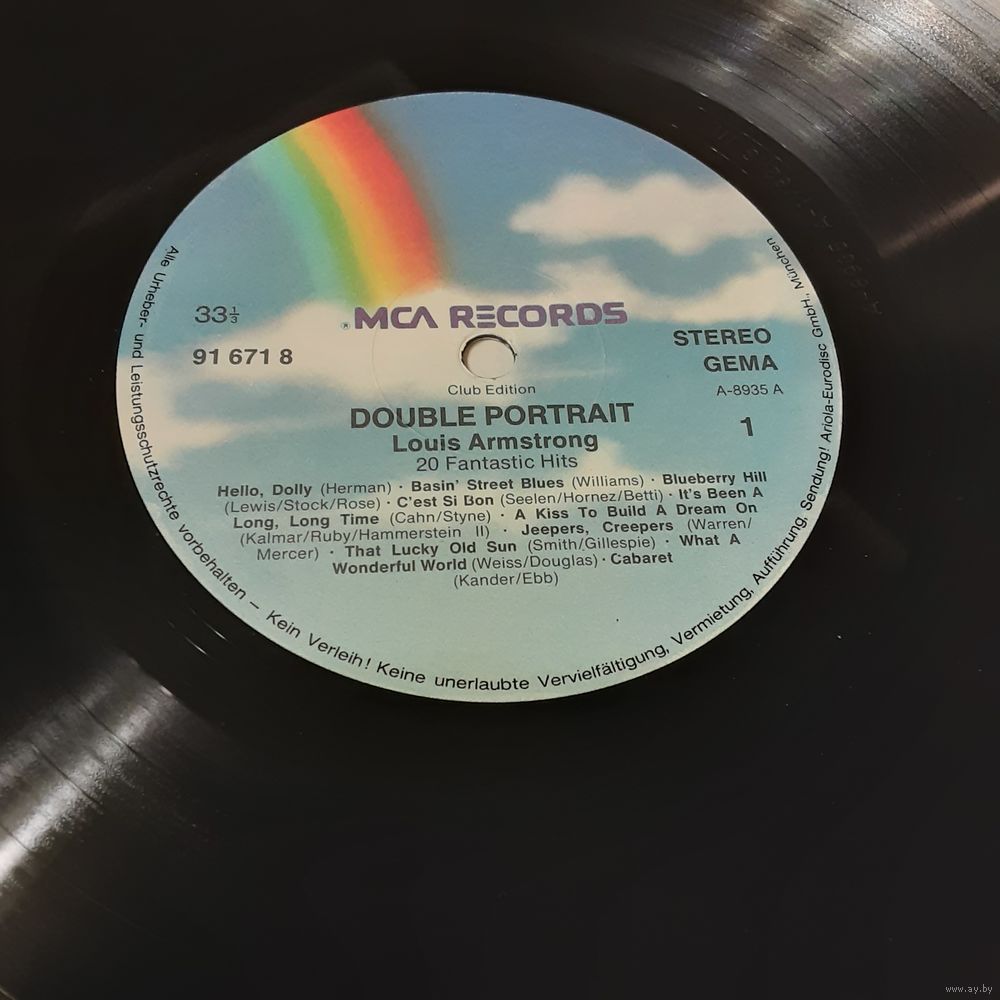 33⅓
®MCA RECORDS
91 671 8
STEREO
GEMA
Club Edition
A-8935 A
DOUBLE PORTRAIT
1
Louis Armstrong
20 Fantastic Hits
Hello, Dolly (Herman) · Basin' Street Blues (Williams) · Blueberry Hill
(Lewis/Stock/Rose) · C'est Si Bon (Seelen/Hornez/Betti) · It's Been A
Long, Long Time (Cahn/Styne) · A Kiss To Build A Dream On
(Kalmar/Ruby/Hammerstein II) · Jeepers, Creepers (Warren/
Mercer) · That Lucky Old Sun (Smith/Gillespie) · What A
Wonderful World (Weiss/Douglas) · Cabaret
(Kander/Ebb)
Alle Urheber- und Leistungsschutzrechte vorbehalten – Kein Verleih! Keine unerlaubte Vervielfältigung, Vermietung, Aufführung, Sendung! Ariola-Eurodisc GmbH., München
www.ay.by